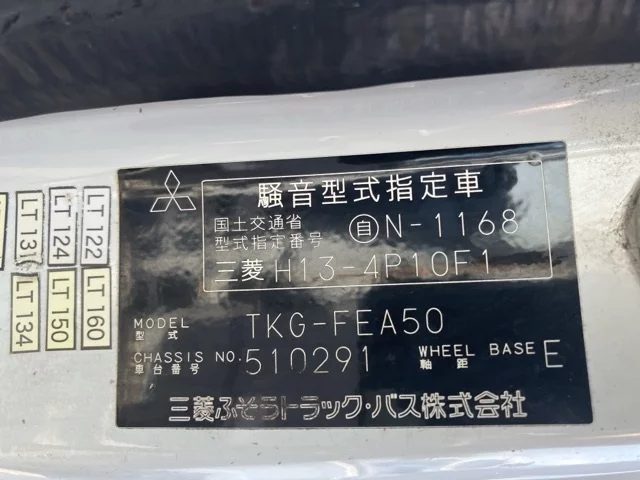 騒音型式指定車
国土交通省
型式指定番号 自N-1168
三菱 H13-4P10F1
MODEL
型式 TKG-FEA50
CHASSIS NO.
車台番号 510291 WHEEL BASE
軸距 E
三菱ふそうトラック・バス株式会社
LT 131
LT 124
LT 122
LT 134
LT 150
LT 160